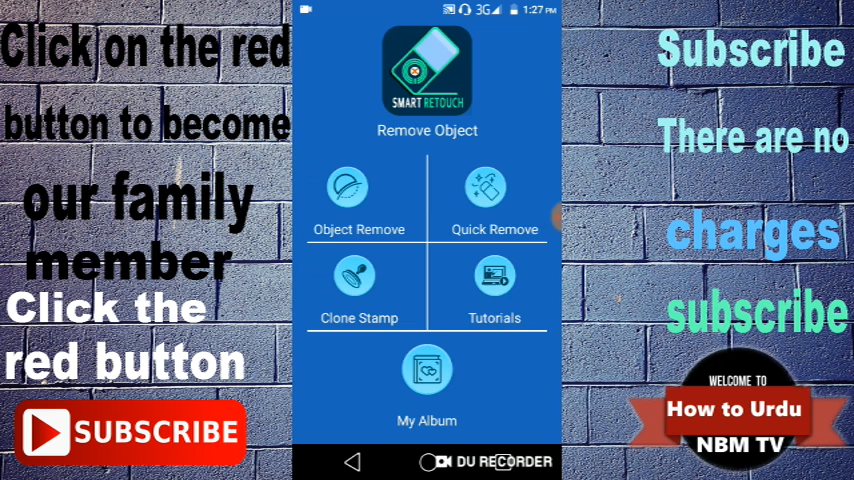 Click on the red
button to become
our family
member
Click the
red button
SUBSCRIBE
3G 1:27 PM
SMART RETOUCH
Remove Object
Object Remove
Quick Remove
Clone Stamp
Tutorials
My Album
DU RECORDER
Subscribe
There are no
charges
subscribe
WELCOME TO
How to Urdu
NBM TV